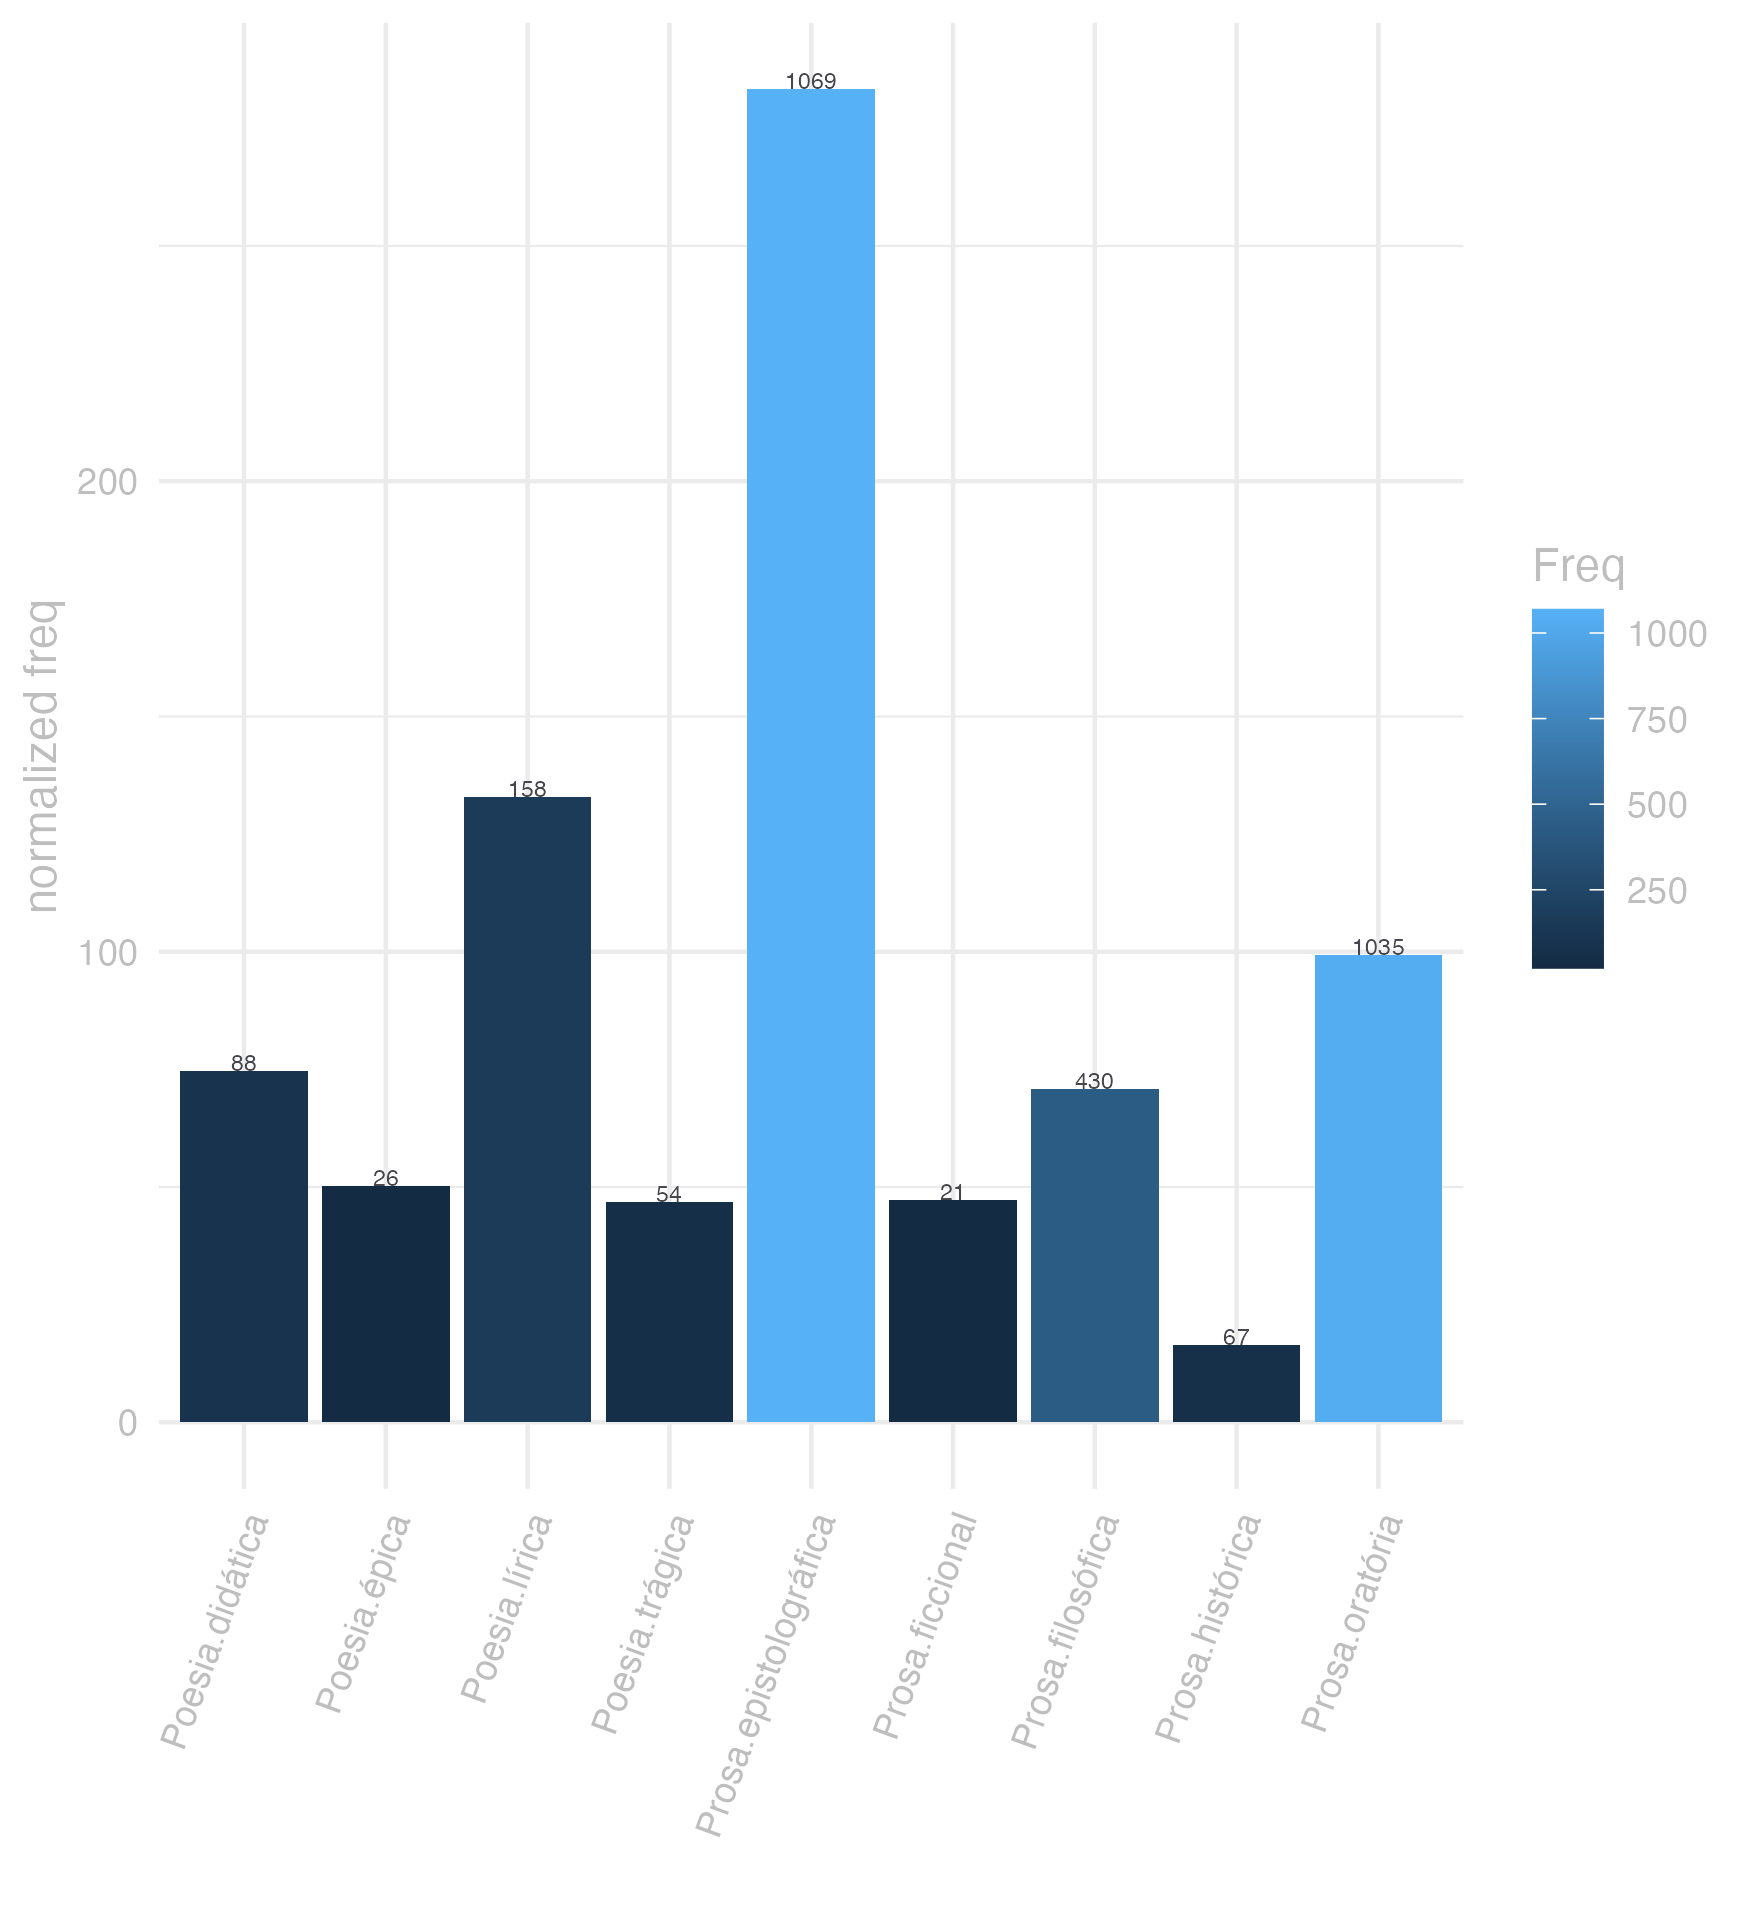 1069
200
Freq
1000
750
500
250
normalized freq
158
100
1035
88
430
26
54
21
67
0
Poesia.didática
Poesia.épica
Poesia.lírica
Poesia.trágica
Prosa.epistolográfica
Prosa.ficcional
Prosa.filosófica
Prosa.histórica
Prosa.oratória